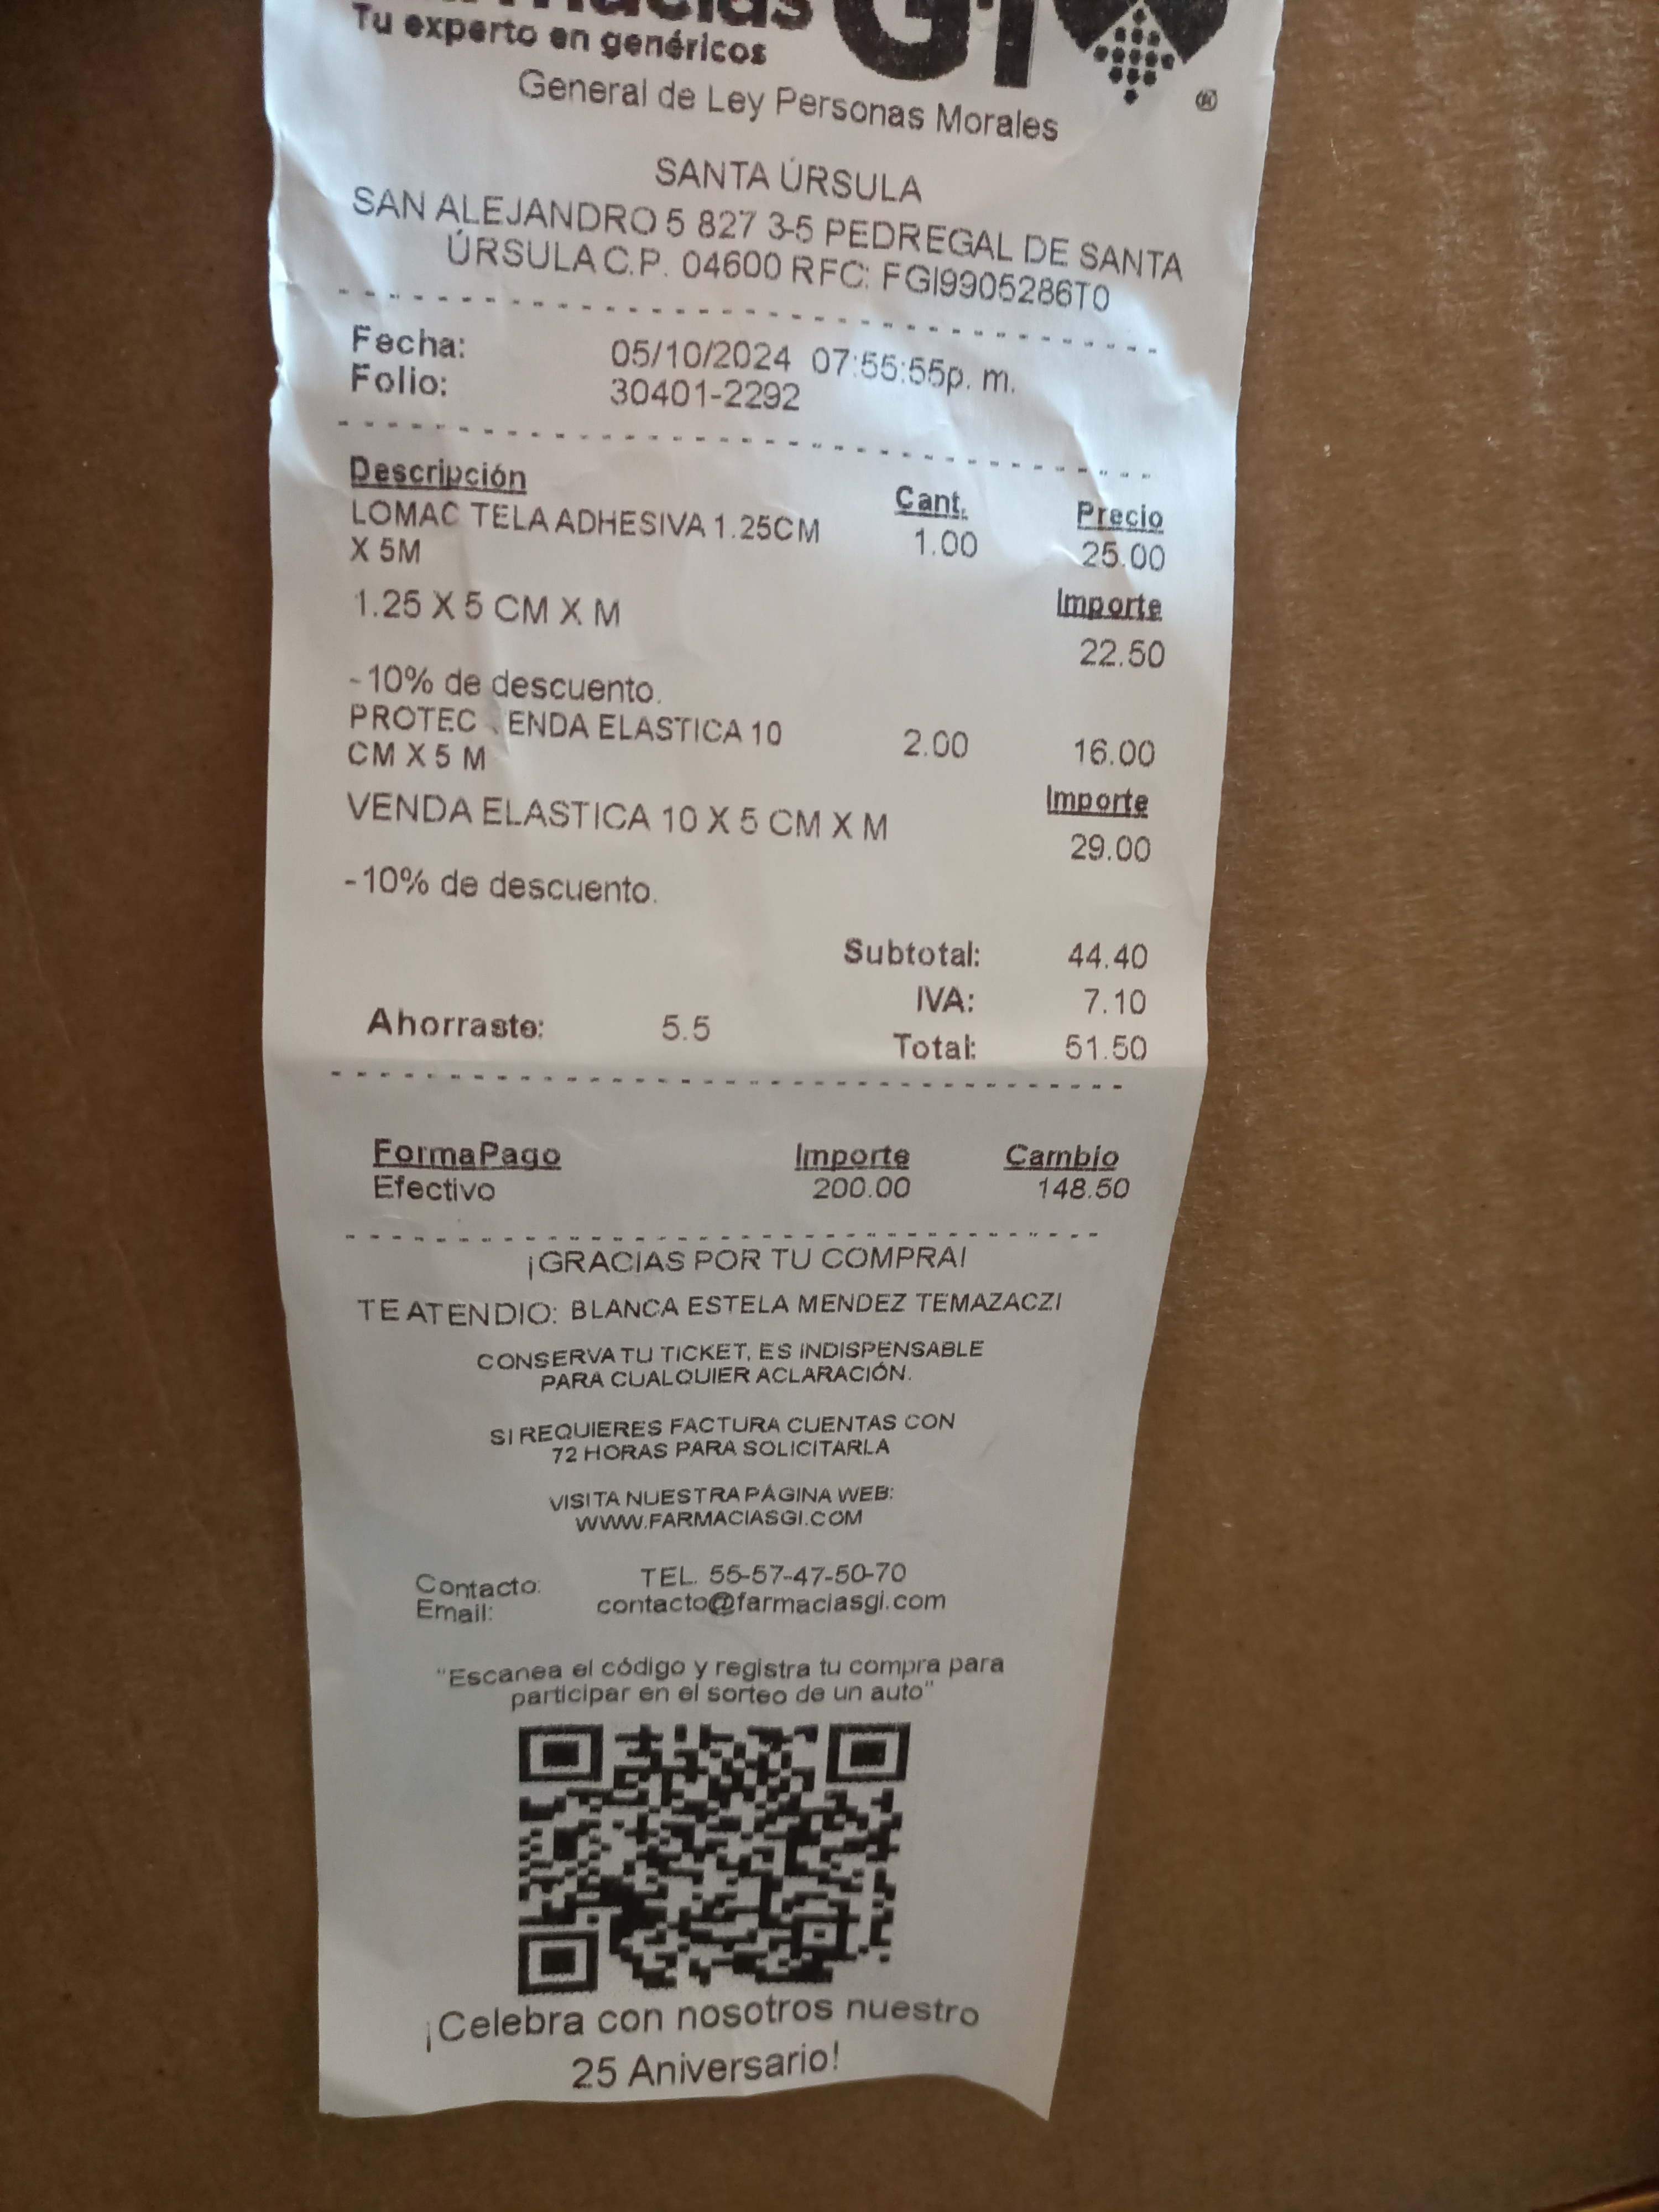 Tu experto en genéricos
GI
®
General de Ley Personas Morales
SANTA ÚRSULA
SAN ALEJANDRO 5 827 3-5 PEDREGAL DE SANTA
ÚRSULA C.P. 04600 RFC: FGI9905286T0
Fecha: 05/10/2024 07:55:55p. m.
Folio: 30401-2292
Descripción Cant. Precio
LOMAC TELA ADHESIVA 1.25CM 1.00 25.00
X 5M
1.25 X 5 CM X M Importe
22.50
-10% de descuento.
PROTEC ENDA ELASTICA 10 2.00 16.00
CM X 5 M
VENDA ELASTICA 10 X 5 CM X M Importe
29.00
-10% de descuento.
Subtotal: 44.40
IVA: 7.10
Ahorraste: 5.5 Total: 51.50
FormaPago Importe Cambio
Efectivo 200.00 148.50
¡GRACIAS POR TU COMPRA!
TE ATENDIO: BLANCA ESTELA MENDEZ TEMAZACZI
CONSERVA TU TICKET, ES INDISPENSABLE
PARA CUALQUIER ACLARACIÓN.
SI REQUIERES FACTURA CUENTAS CON
72 HORAS PARA SOLICITARLA
VISITA NUESTRA PÁGINA WEB:
WWW.FARMACIASGI.COM
Contacto: TEL. 55-57-47-50-70
Email: contacto@farmaciasgi.com
"Escanea el código y registra tu compra para
participar en el sorteo de un auto"
¡Celebra con nosotros nuestro
25 Aniversario!